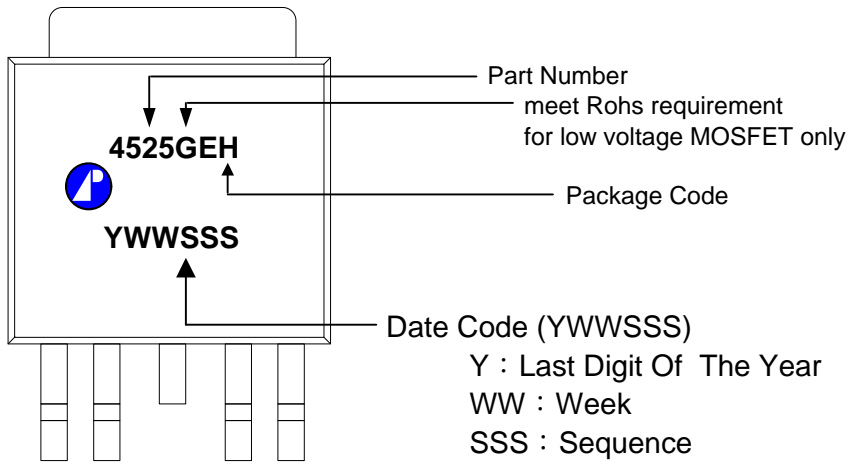 Part Number
meet Rohs requirement
for low voltage MOSFET only
4525GEH
Package Code
YWWSSS
Date Code (YWWSSS)
Y：Last Digit Of The Year
WW：Week
SSS：Sequence